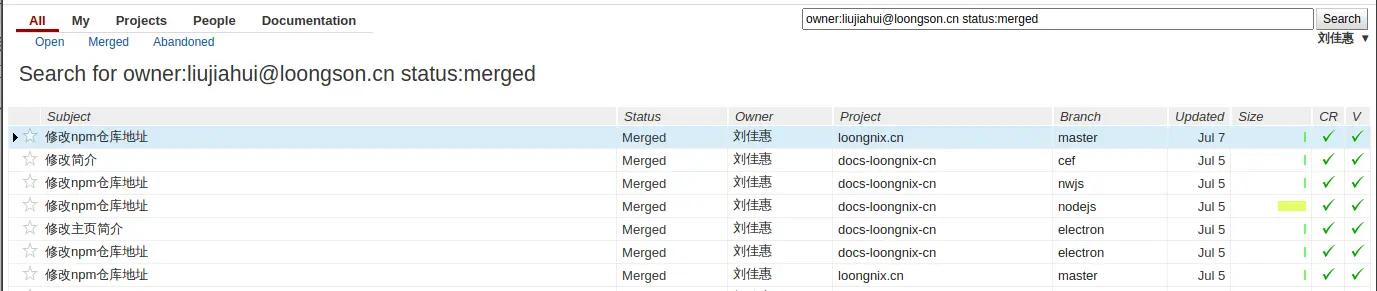 All My Projects People Documentation
owner:liujiahui@loongson.cn status:merged Search
Open Merged Abandoned
刘佳惠 ▼
Search for owner:liujiahui@loongson.cn status:merged
Subject Status Owner Project Branch Updated Size CR V
修改npm仓库地址 Merged 刘佳惠 loongnix.cn master Jul 7
修改简介 Merged 刘佳惠 docs-loongnix-cn cef Jul 5
修改npm仓库地址 Merged 刘佳惠 docs-loongnix-cn nwjs Jul 5
修改npm仓库地址 Merged 刘佳惠 docs-loongnix-cn nodejs Jul 5
修改主页简介 Merged 刘佳惠 docs-loongnix-cn electron Jul 5
修改npm仓库地址 Merged 刘佳惠 docs-loongnix-cn electron Jul 5
修改npm仓库地址 Merged 刘佳惠 loongnix.cn master Jul 5